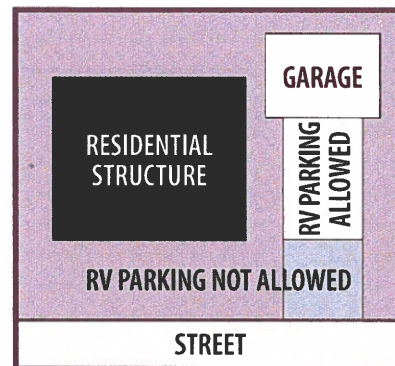 GARAGE
RESIDENTIAL
STRUCTURE
RV PARKING
ALLOWED
RV PARKING NOT ALLOWED
STREET